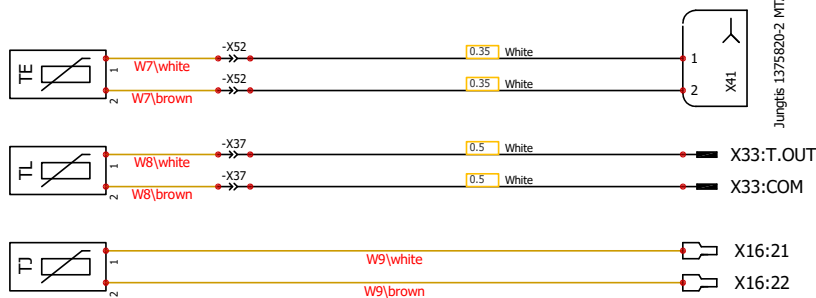 TE
1
2
W7\white
W7\brown
-X52
-X52
0.35 White
0.35 White
1
2
X41
Jungtis 1375820-2 MT
TL
1
2
W8\white
W8\brown
-X37
-X37
0.5 White
0.5 White
X33:T.OUT
X33:COM
TJ
1
2
W9\white
W9\brown
X16:21
X16:22